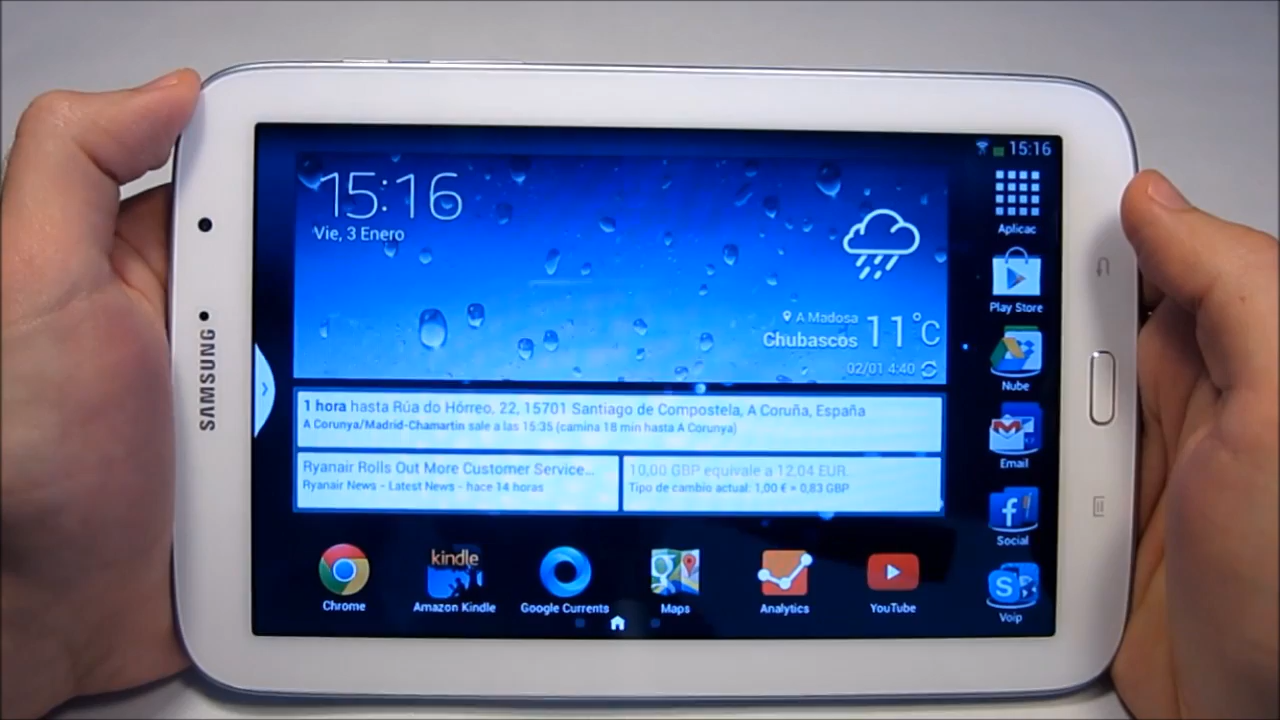 SAMSUNG
15:16
15:16
Vie, 3 Enero
A Madosa
Chubascos 11°C
02/01 4:40
1 hora hasta Rúa do Hórreo, 22, 15701 Santiago de Compostela, A Coruña, España
A Corunya/Madrid-Chamartin sale a las 15:35 (camina 18 min hasta A Corunya)
Ryanair Rolls Out More Customer Service...
Ryanair News - Latest News - hace 14 horas
10,00 GBP equivale a 12,04 EUR.
Tipo de cambio actual: 1,00 € = 0,83 GBP
Aplicac
Play Store
Nube
Email
Social
Voip
kindle
Chrome
Amazon Kindle
Google Currents
Maps
Analytics
YouTube